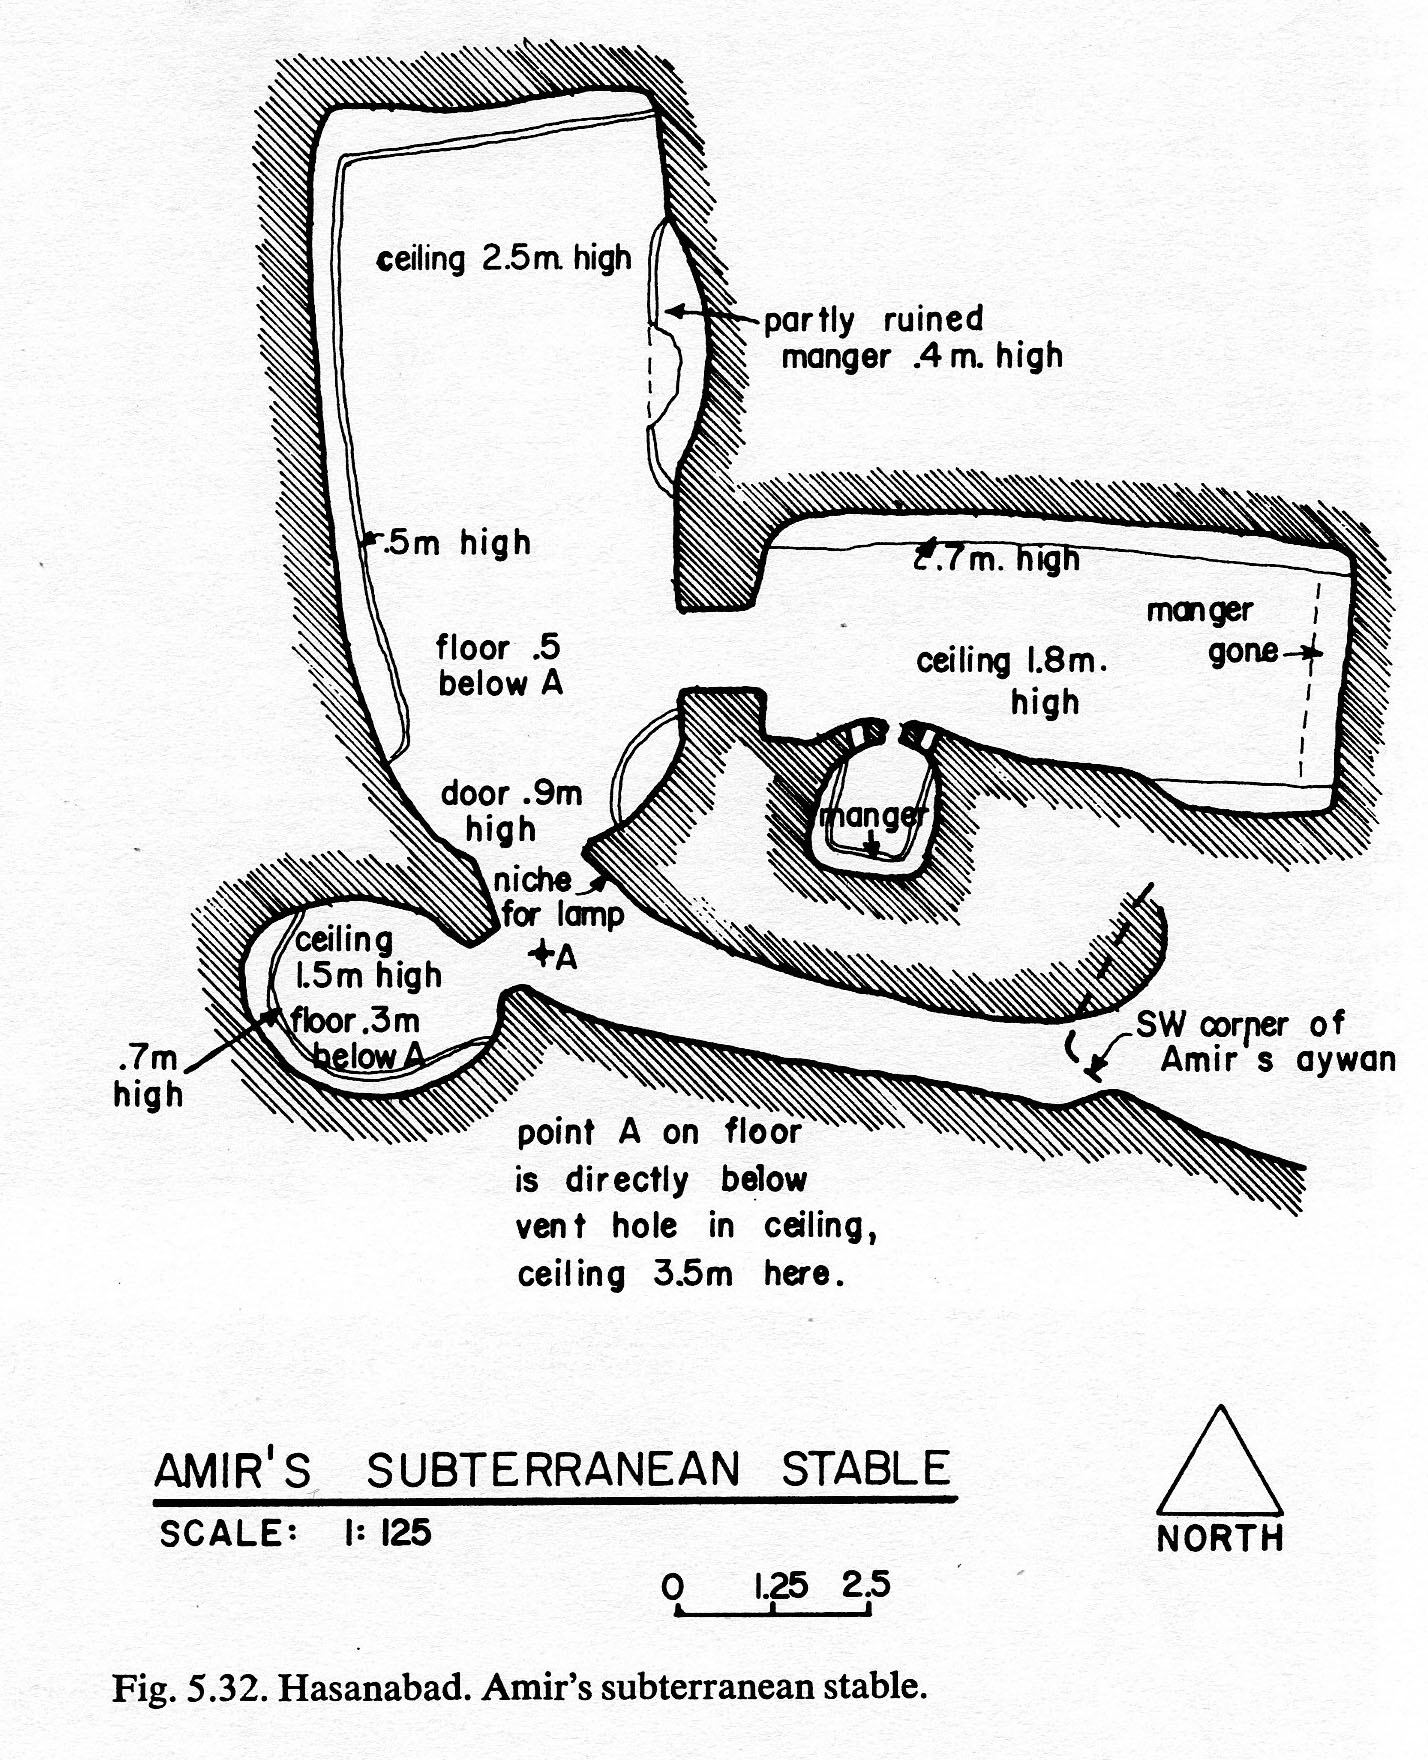 ceiling 2.5m. high
partly ruined
manger .4 m. high
.5m high
.7m. high
manger
gone
floor .5
below A
ceiling 1.8m.
high
door .9m
high
manger
niche
for lamp
A
ceiling
1.5m high
floor .3m
below A
.7m
high
SW corner of
Amir's aywan
point A on floor
is directly below
vent hole in ceiling,
ceiling 3.5m here.
AMIR'S SUBTERRANEAN STABLE
SCALE: 1:125
NORTH
0 1.25 2.5
Fig. 5.32. Hasanabad. Amir's subterranean stable.